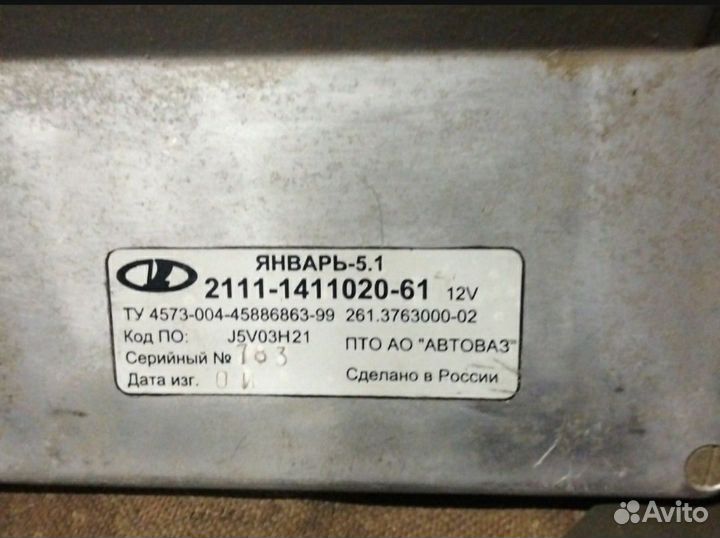 ЯНВАРЬ-5.1
2111-1411020-61 12V
ТУ 4573-004-45886863-99 261.3763000-02
Код ПО: J5V03H21 ПТО АО "АВТОВАЗ"
Серийный № 783
Дата изг. Сделано в России
Avito